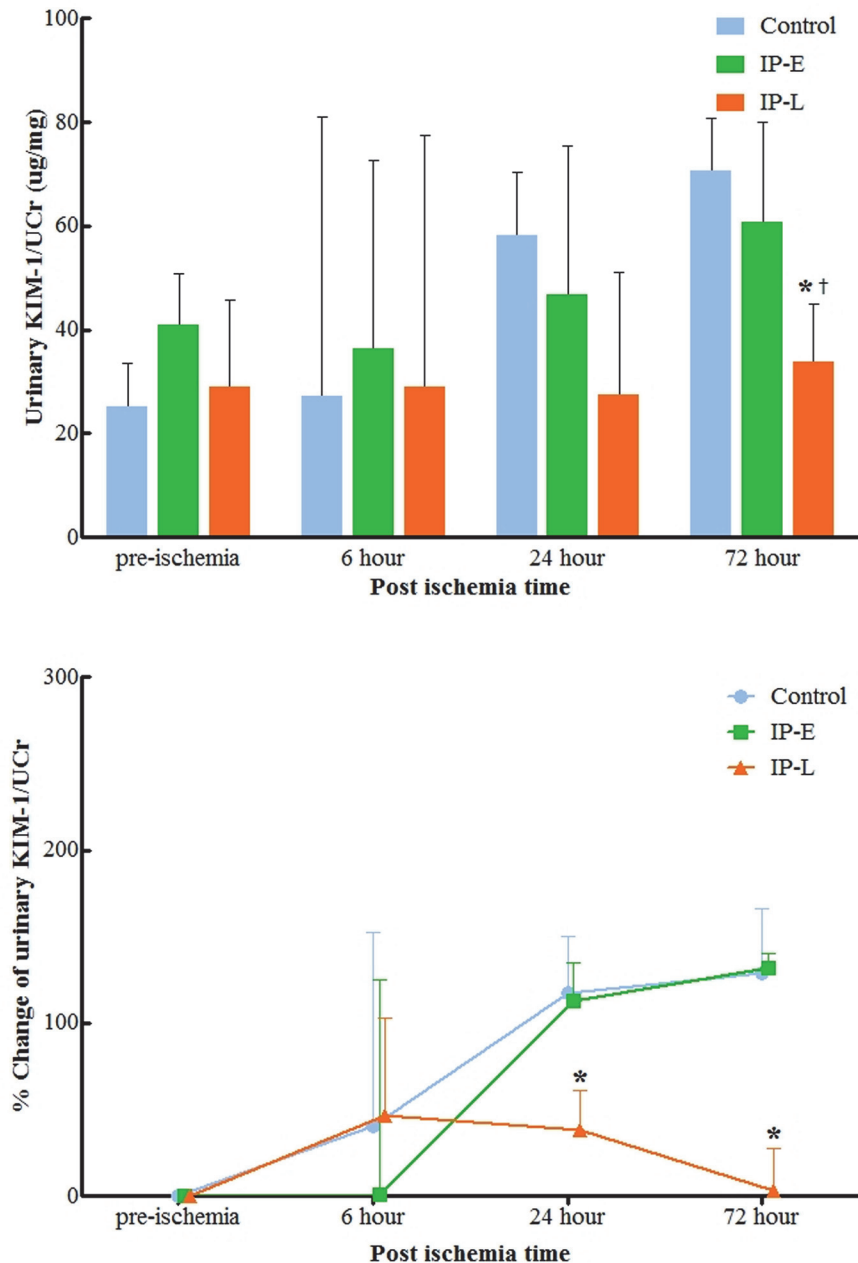 100
80
60
40
20
0
Urinary KIM-1/UCr (ug/mg)
Control
IP-E
IP-L
* †
pre-ischemia
6 hour
24 hour
72 hour
Post ischemia time
300
200
100
0
% Change of urinary KIM-1/UCr
Control
IP-E
IP-L
*
*
pre-ischemia
6 hour
24 hour
72 hour
Post ischemia time